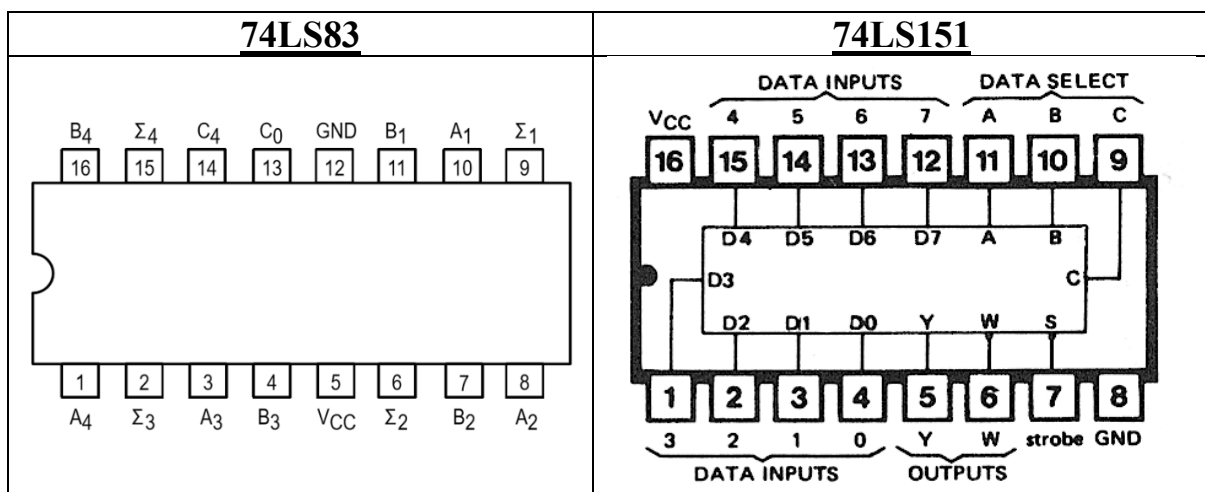 74LS83
B4 Σ4 C4 C0 GND B1 A1 Σ1
16 15 14 13 12 11 10 9
1 2 3 4 5 6 7 8
A4 Σ3 A3 B3 VCC Σ2 B2 A2
74LS151
DATA INPUTS DATA SELECT
VCC 4 5 6 7 A B C
16 15 14 13 12 11 10 9
D4 D5 D6 D7 A B
D3 C
D2 D1 D0 Y W S
1 2 3 4 5 6 7 8
3 2 1 0 Y W strobe GND
DATA INPUTS OUTPUTS